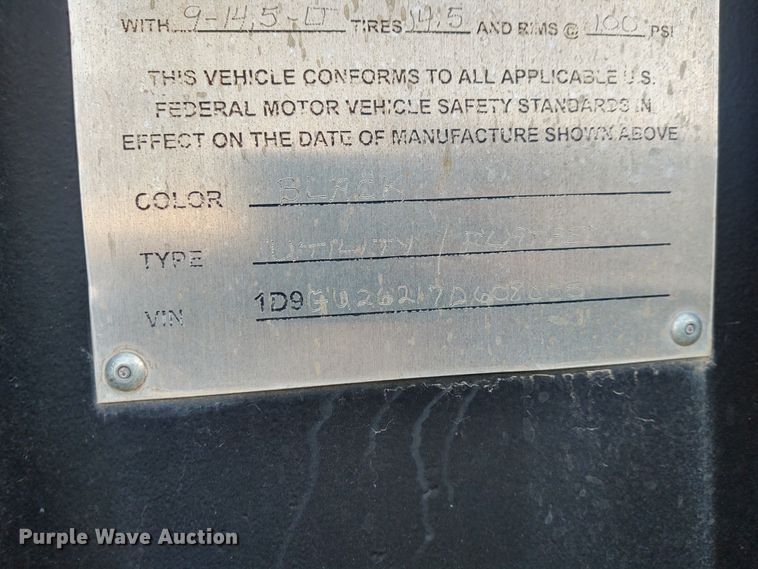 WITH 9-14,5-LT TIRES 14.5 AND RIMS @ 100 PSI
THIS VEHICLE CONFORMS TO ALL APPLICABLE U.S.
FEDERAL MOTOR VEHICLE SAFETY STANDARDS IN
EFFECT ON THE DATE OF MANUFACTURE SHOWN ABOVE
COLOR BLACK
TYPE UTILITY /
VIN 1D9
Purple Wave Auction